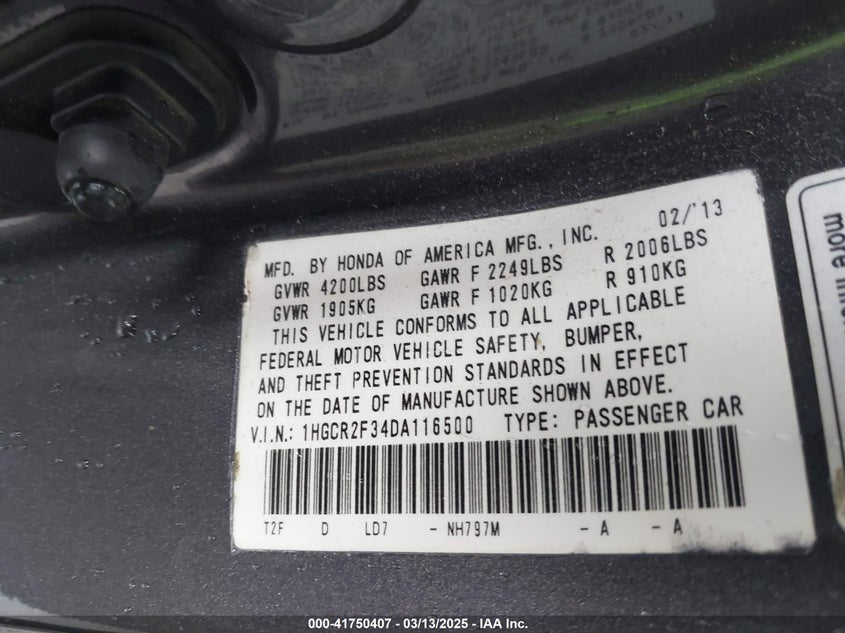 02/'13
MFD. BY HONDA OF AMERICA MFG., INC.
GVWR 4200LBS GAWR F 2249LBS R 2006LBS
GVWR 1905KG GAWR F 1020KG R 910KG
THIS VEHICLE CONFORMS TO ALL APPLICABLE
FEDERAL MOTOR VEHICLE SAFETY, BUMPER,
AND THEFT PREVENTION STANDARDS IN EFFECT
ON THE DATE OF MANUFACTURE SHOWN ABOVE.
V.I.N.: 1HGCR2F34DA116500 TYPE: PASSENGER CAR
T2F D LD7 - NH797M - A - A
more
000-41750407 - 03/13/2025 - IAA Inc.